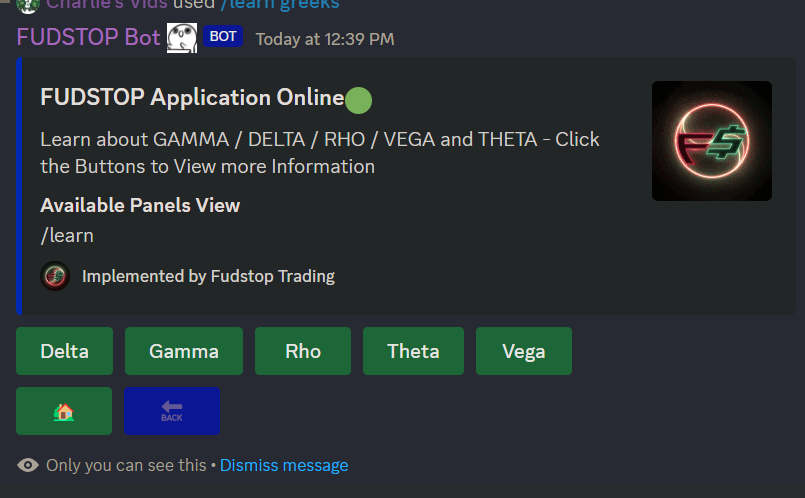 Charlie's Vids used /learn greeks
FUDSTOP Bot BOT Today at 12:39 PM
FUDSTOP Application Online
Learn about GAMMA / DELTA / RHO / VEGA and THETA - Click
the Buttons to View more Information
Available Panels View
/learn
Implemented by Fudstop Trading
F$
Delta Gamma Rho Theta Vega
BACK
Only you can see this • Dismiss message